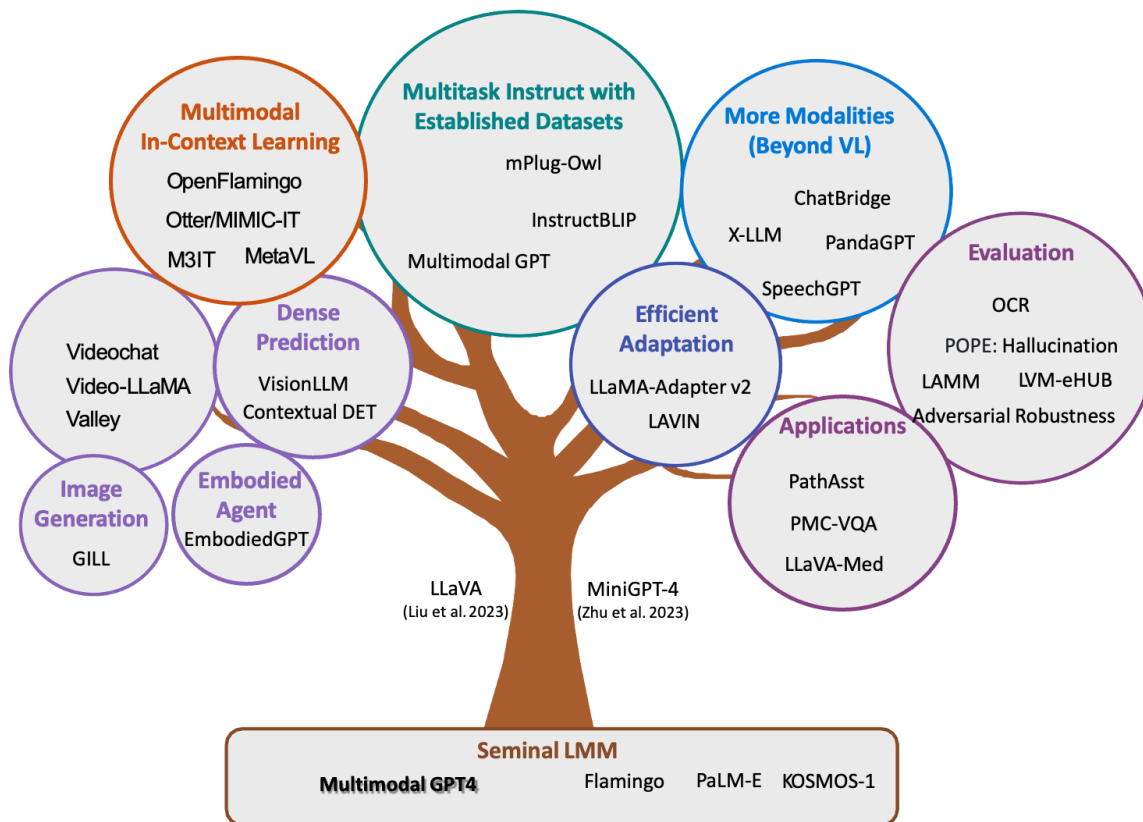 Multimodal
In-Context Learning
OpenFlamingo
Otter/MIMIC-IT
M3IT MetaVL
Multitask Instruct with
Established Datasets
mPlug-Owl
InstructBLIP
Multimodal GPT
More Modalities
(Beyond VL)
ChatBridge
X-LLM PandaGPT
SpeechGPT
Evaluation
OCR
POPE: Hallucination
LAMM LVM-eHUB
Adversarial Robustness
Videochat
Video-LLaMA
Valley
Dense
Prediction
VisionLLM
Contextual DET
Efficient
Adaptation
LLaMA-Adapter v2
LAVIN
Applications
PathAsst
PMC-VQA
LLaVA-Med
Image
Generation
GILL
Embodied
Agent
EmbodiedGPT
LLaVA
(Liu et al. 2023)
MiniGPT-4
(Zhu et al. 2023)
Seminal LMM
Multimodal GPT4 Flamingo PaLM-E KOSMOS-1